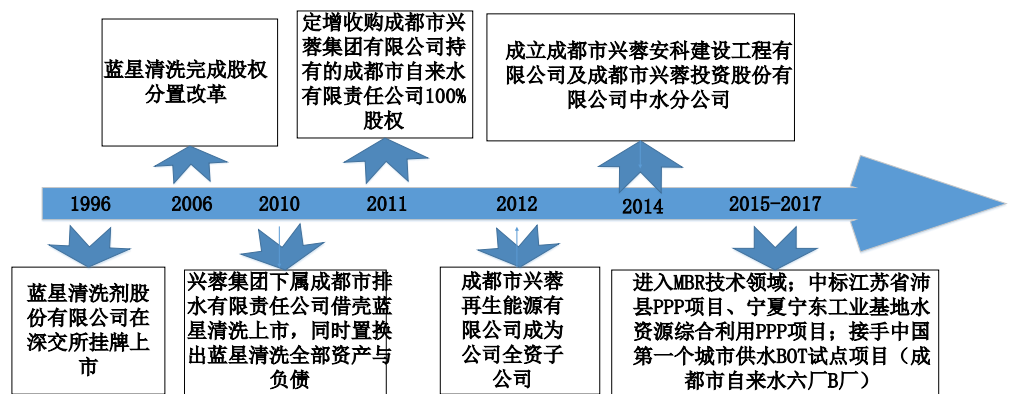 蓝星清洗完成股权
分置改革
定增收购成都市兴
蓉集团有限公司持
有的成都市自来水
有限责任公司100%
股权
成立成都市兴蓉安科建设工程有
限公司及成都市兴蓉投资股份有
限公司中水分公司
1996
2006
2010
2011
2012
2014
2015-2017
蓝星清洗剂股
份有限公司在
深交所挂牌上
市
兴蓉集团下属成都市排
水有限责任公司借壳蓝
星清洗上市，同时置换
出蓝星清洗全部资产与
负债
成都市兴蓉
再生能源有
限公司成为
公司全资子
公司
进入MBR技术领域；中标江苏省沛
县PPP项目、宁夏宁东工业基地水
资源综合利用PPP项目；接手中国
第一个城市供水BOT试点项目（成
都市自来水六厂B厂）